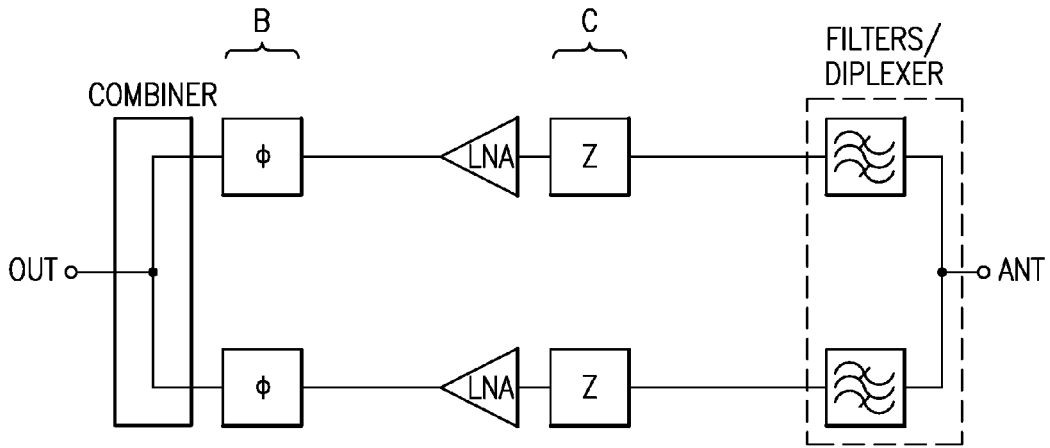 B
C
FILTERS/
DIPLEXER
COMBINER
ϕ
LNA
Z
OUT
ANT
ϕ
LNA
Z